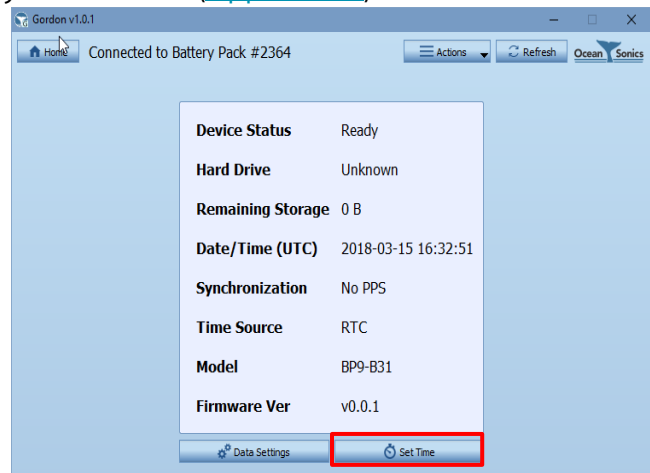 Gordon v1.0.1
Home Connected to Battery Pack #2364 Actions Refresh Ocean Sonics
Device Status Ready
Hard Drive Unknown
Remaining Storage 0 B
Date/Time (UTC) 2018-03-15 16:32:51
Synchronization No PPS
Time Source RTC
Model BP9-B31
Firmware Ver v0.0.1
Data Settings Set Time